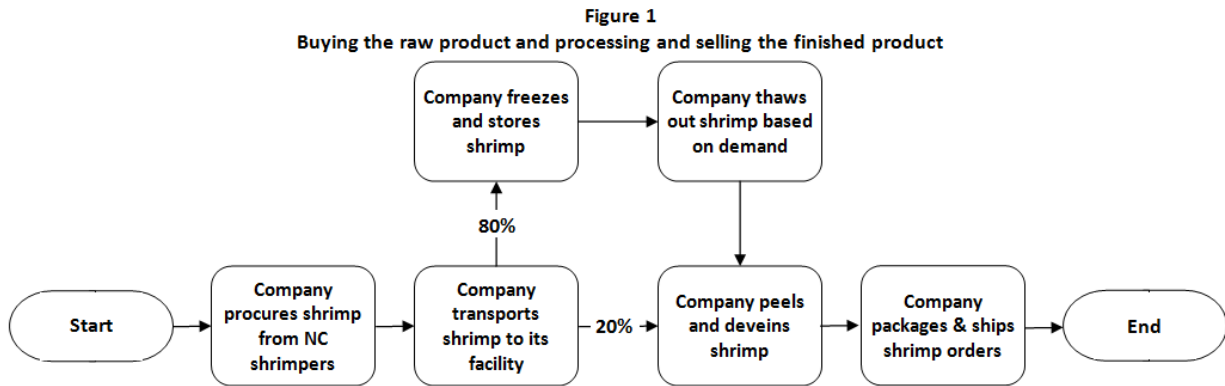 Figure 1
Buying the raw product and processing and selling the finished product
Company freezes
and stores
shrimp
Company thaws
out shrimp based
on demand
80%
Start
Company
procures shrimp
from NC
shrimpers
Company
transports
shrimp to its
facility
20%
Company peels
and deveins
shrimp
Company
packages & ships
shrimp orders
End